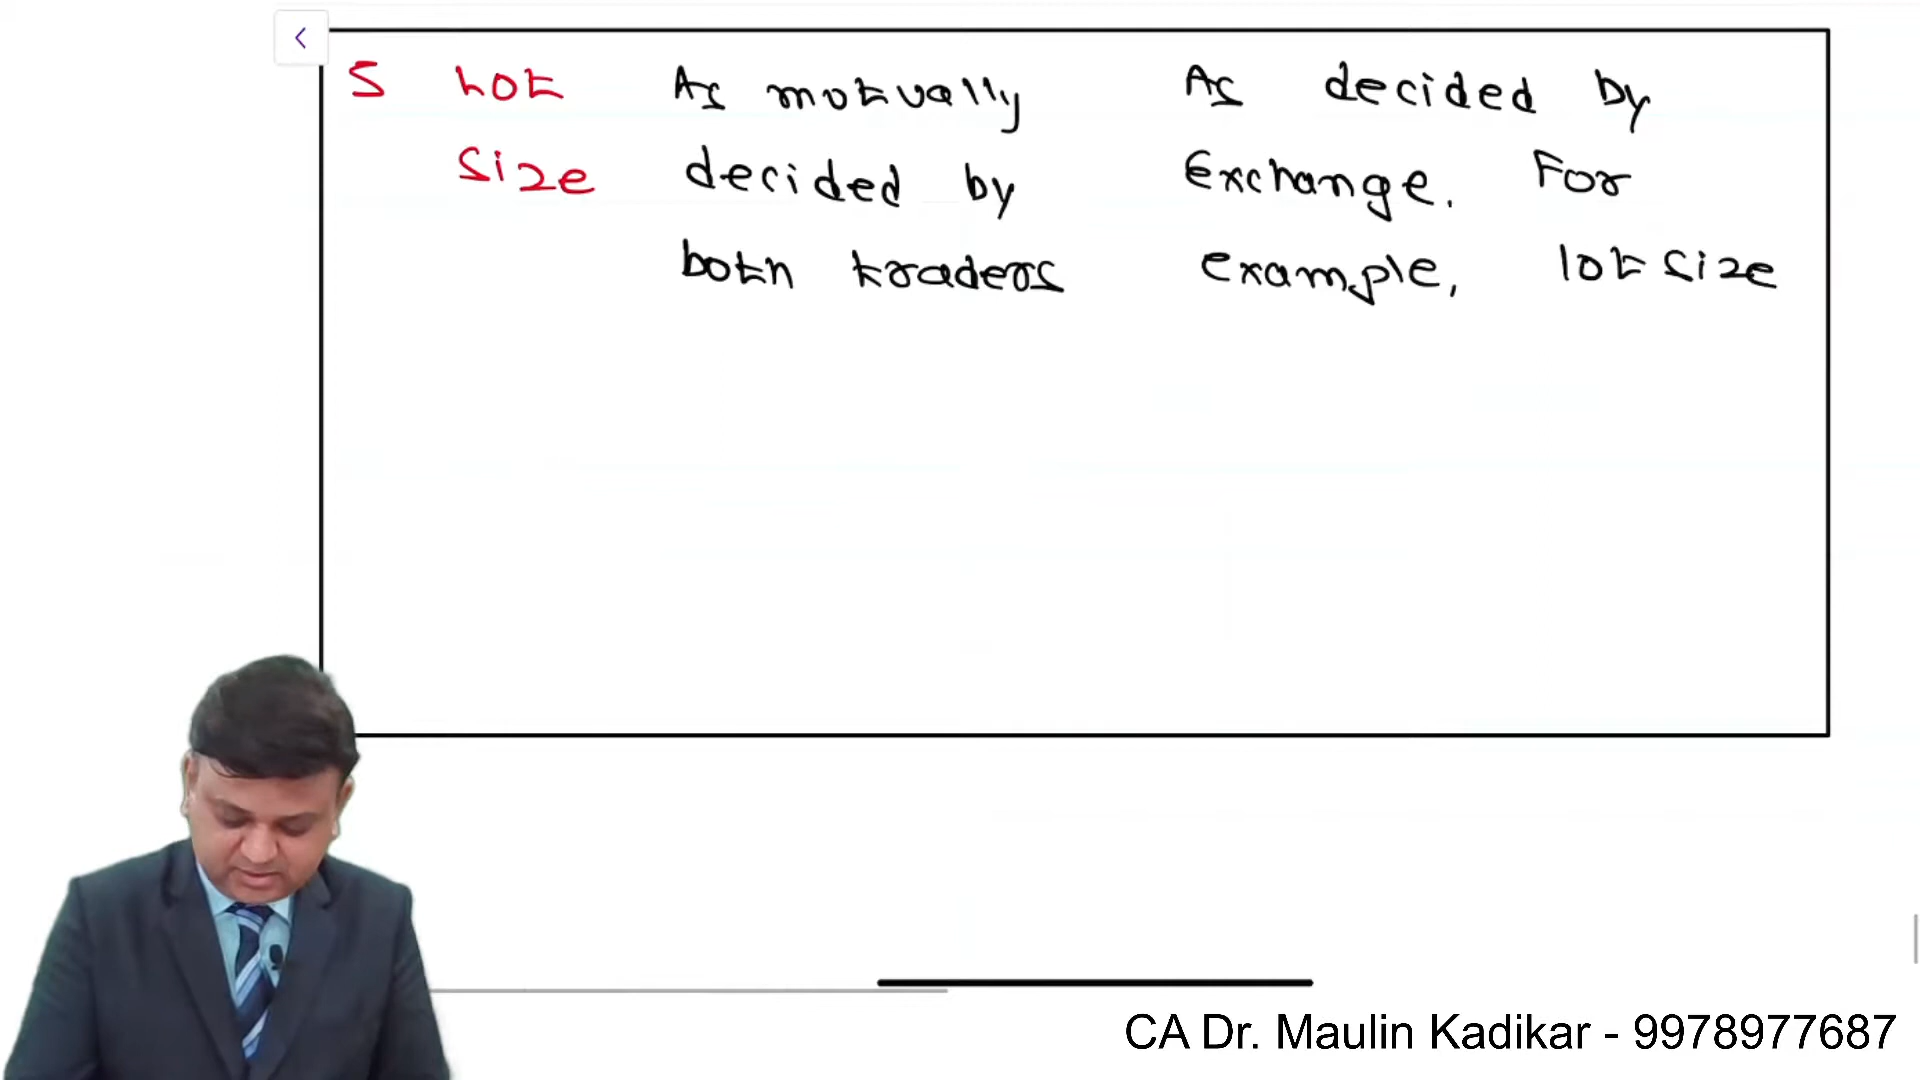 5 Lot As mutually As decided by
Size decided by Exchange. For
both traders example, lot size
CA Dr. Maulin Kadikar - 9978977687